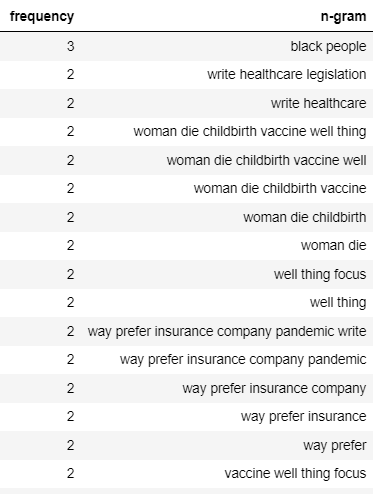 frequency n-gram
3 black people
2 write healthcare legislation
2 write healthcare
2 woman die childbirth vaccine well thing
2 woman die childbirth vaccine well
2 woman die childbirth vaccine
2 woman die childbirth
2 woman die
2 well thing focus
2 well thing
2 way prefer insurance company pandemic write
2 way prefer insurance company pandemic
2 way prefer insurance company
2 way prefer insurance
2 way prefer
2 vaccine well thing focus